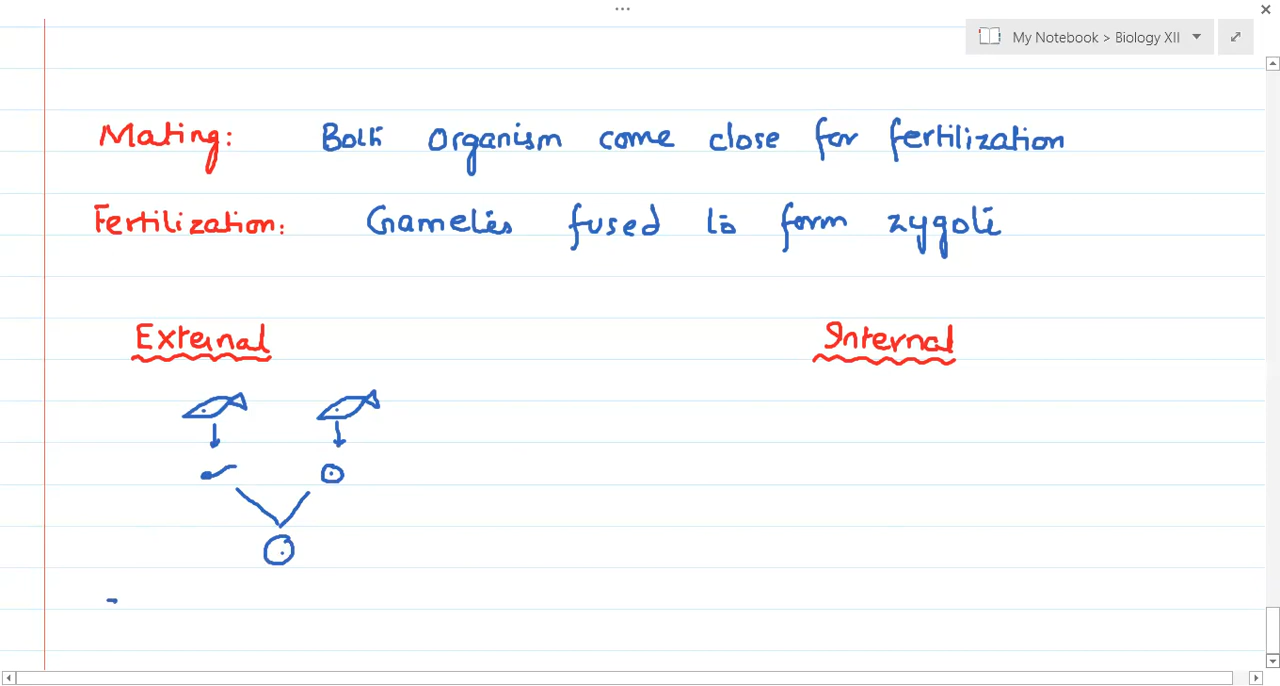 My Notebook > Biology XII
Mating: Both Organism come close for fertilization
Fertilization: Gametes fused to form zygote
External Internal